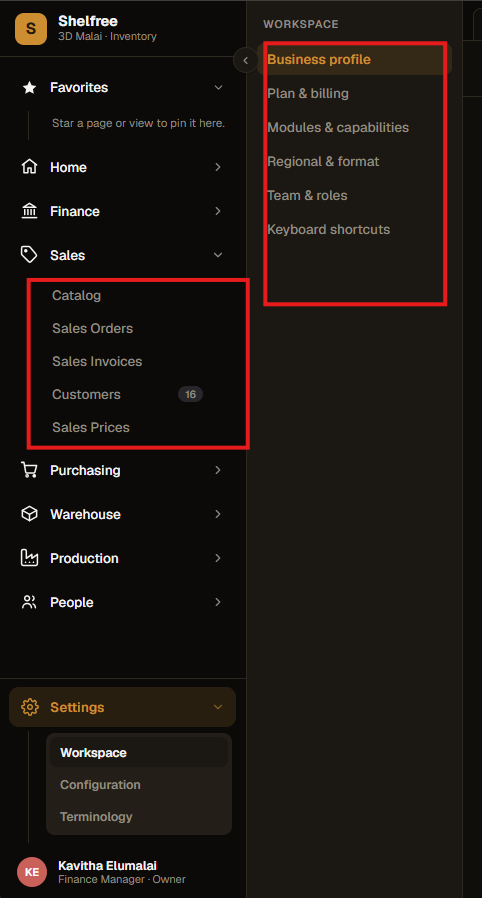 S
Shelfree
3D Malai · Inventory
Favorites
Star a page or view to pin it here.
Home
Finance
Sales
Catalog
Sales Orders
Sales Invoices
Customers 16
Sales Prices
Purchasing
Warehouse
Production
People
Settings
Workspace
Configuration
Terminology
KE
Kavitha Elumalai
Finance Manager · Owner
WORKSPACE
Business profile
Plan & billing
Modules & capabilities
Regional & format
Team & roles
Keyboard shortcuts